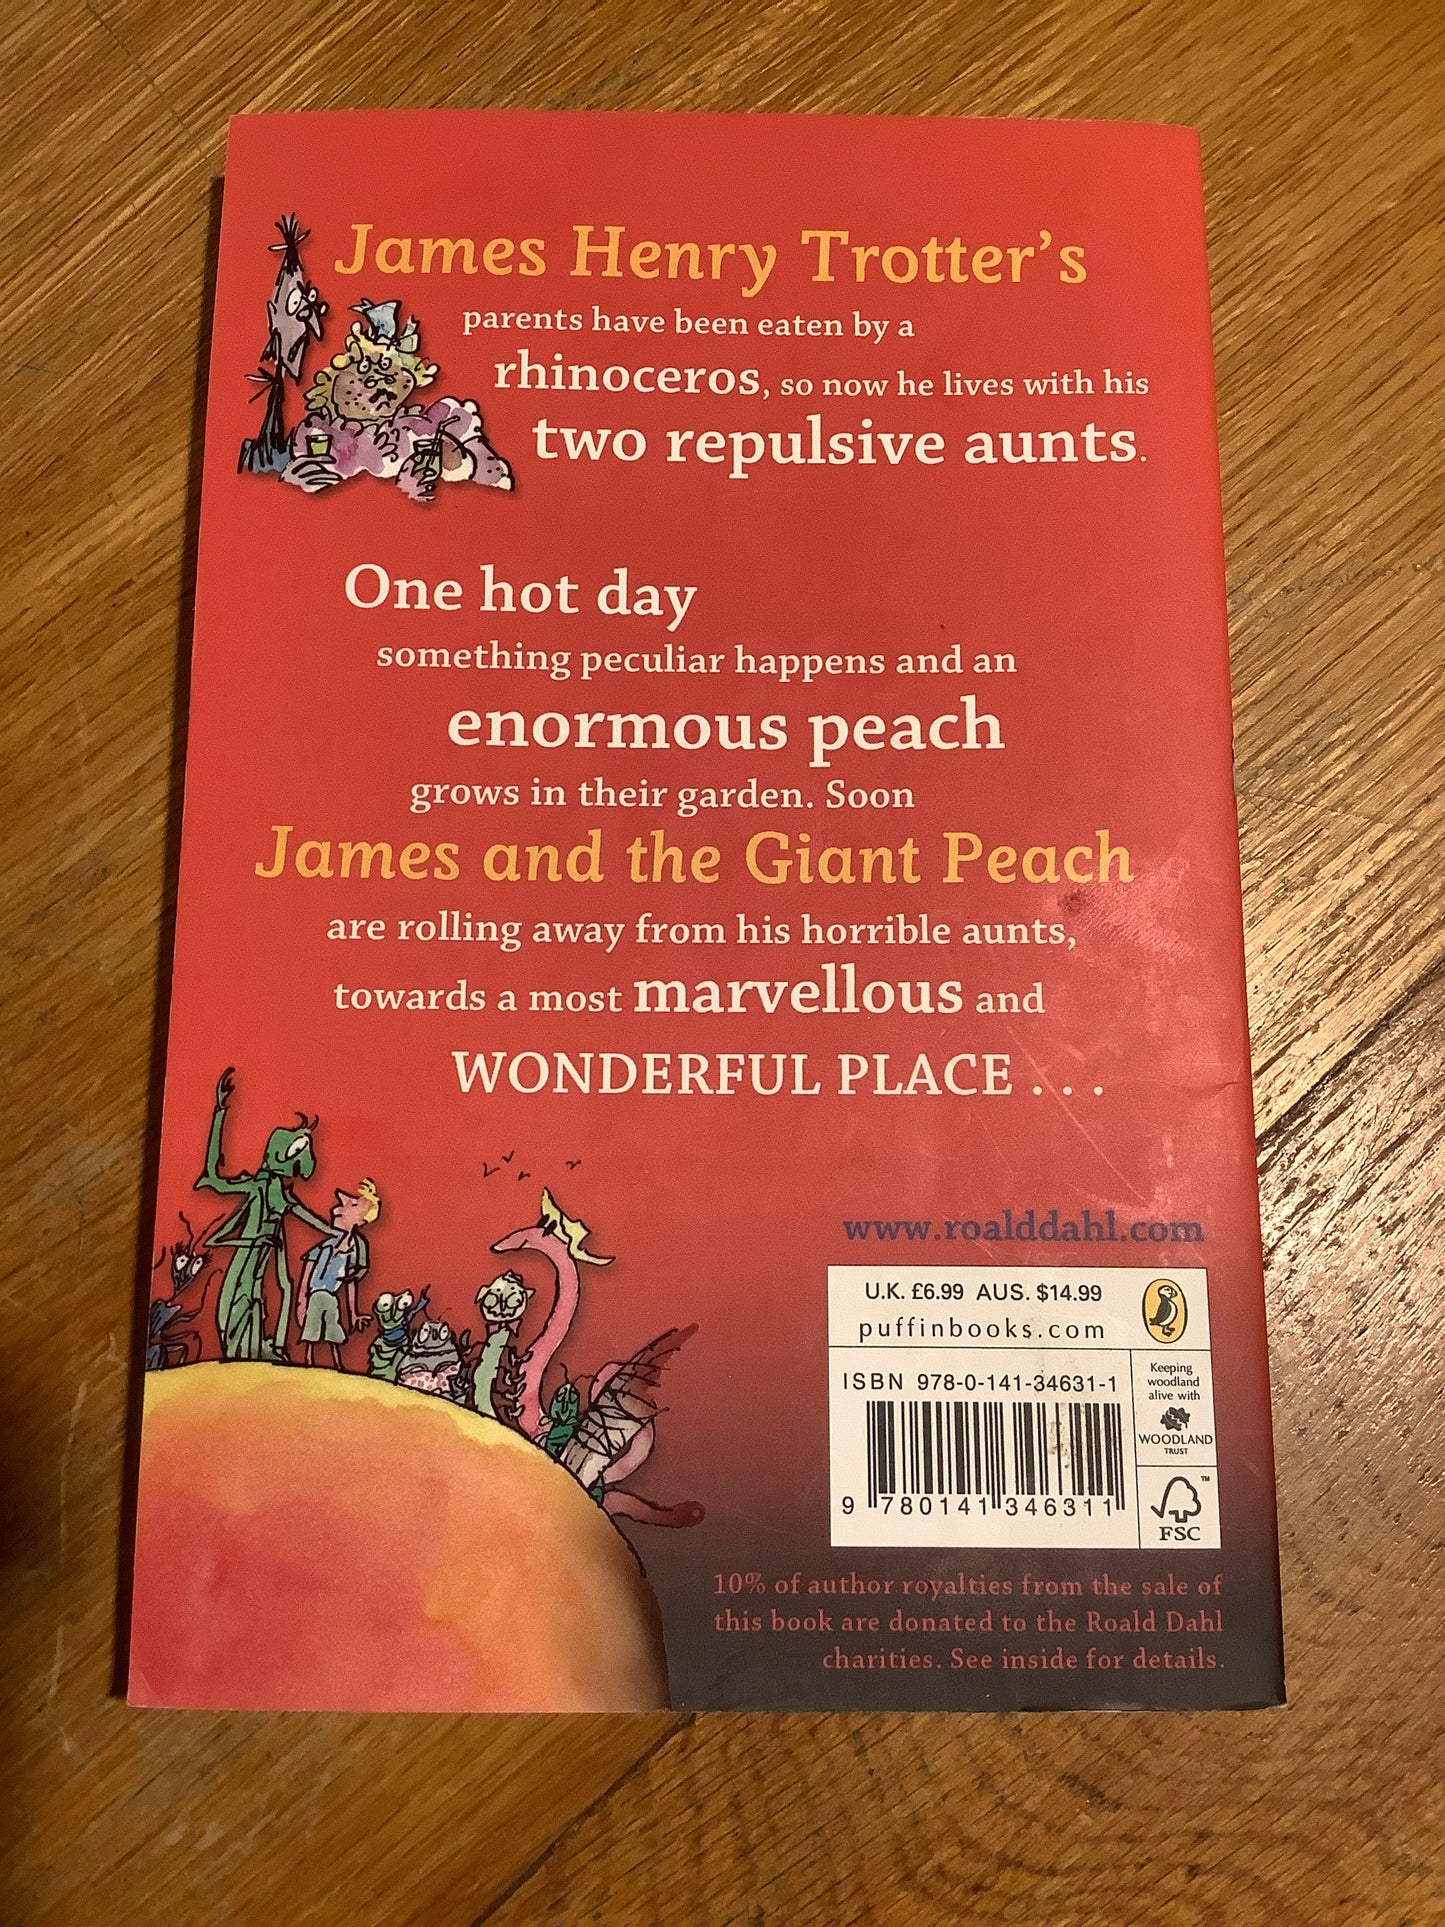 James Henry Trotter's
parents have been eaten by a
rhinoceros, so now he lives with his
two repulsive aunts.
One hot day
something peculiar happens and an
enormous peach
grows in their garden. Soon
James and the Giant Peach
are rolling away from his horrible aunts,
towards a most marvellous and
WONDERFUL PLACE . . .
www.roalddahl.com
U.K. £6.99 AUS. $14.99
puffinbooks.com
ISBN 978-0-141-34631-1
9 780141 346311
Keeping
woodland
alive with
WOODLAND
TRUST
™
FSC
10% of author royalties from the sale of
this book are donated to the Roald Dahl
charities. See inside for details.